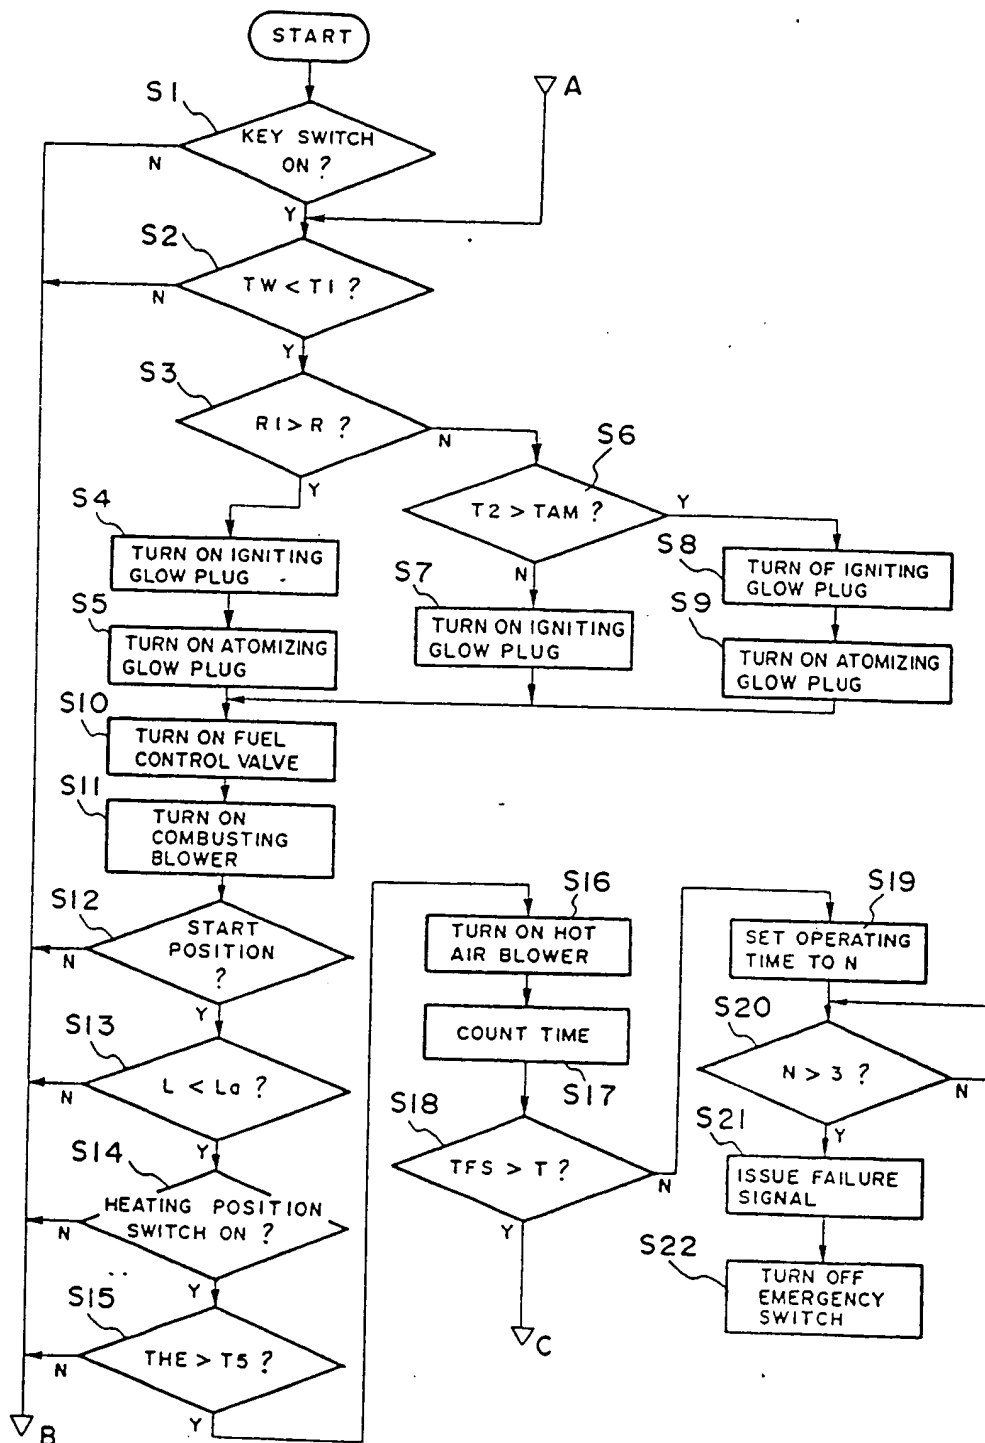 START
A
S1
KEY SWITCH
ON ?
N
Y
S2
TW < T1 ?
N
Y
S3
R1 > R ?
N
Y
S6
T2 > TAM ?
Y
N
S4
TURN ON IGNITING
GLOW PLUG
S5
TURN ON ATOMIZING
GLOW PLUG
S7
TURN ON IGNITING
GLOW PLUG
S8
TURN OF IGNITING
GLOW PLUG
S9
TURN ON ATOMIZING
GLOW PLUG
S10
TURN ON FUEL
CONTROL VALVE
S11
TURN ON
COMBUSTING
BLOWER
S12
START
POSITION
?
N
Y
S13
L < La ?
N
Y
S14
HEATING POSITION
SWITCH ON ?
N
Y
S15
THE > T5 ?
N
Y
B
S16
TURN ON HOT
AIR BLOWER
COUNT TIME
S17
S18
TFS > T ?
N
Y
C
S19
SET OPERATING
TIME TO N
S20
N > 3 ?
N
Y
S21
ISSUE FAILURE
SIGNAL
S22
TURN OFF
EMERGENCY
SWITCH